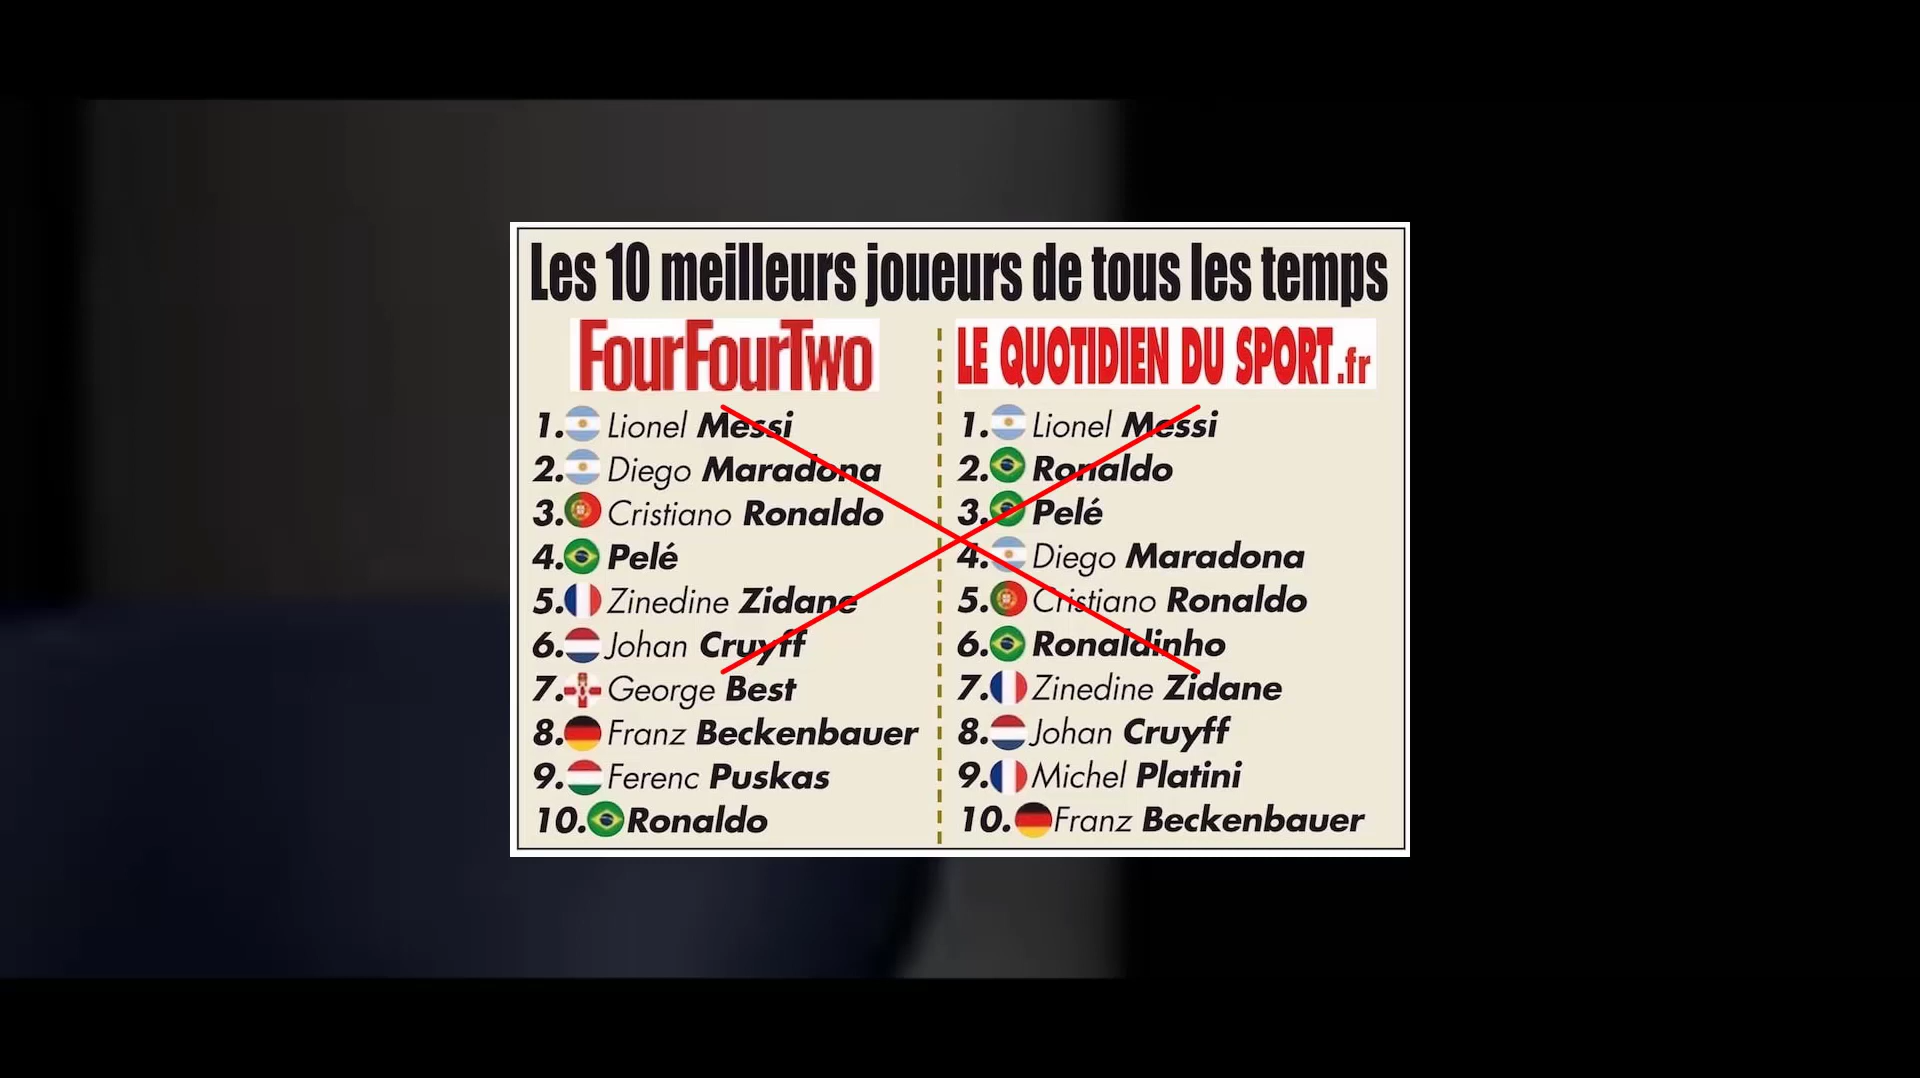 Les 10 meilleurs joueurs de tous les temps
FourFourTwo
1. Lionel Messi
2. Diego Maradona
3. Cristiano Ronaldo
4. Pelé
5. Zinedine Zidane
6. Johan Cruyff
7. George Best
8. Franz Beckenbauer
9. Ferenc Puskas
10. Ronaldo
LE QUOTIDIEN DU SPORT.fr
1. Lionel Messi
2. Ronaldo
3. Pelé
4. Diego Maradona
5. Cristiano Ronaldo
6. Ronaldinho
7. Zinedine Zidane
8. Johan Cruyff
9. Michel Platini
10. Franz Beckenbauer